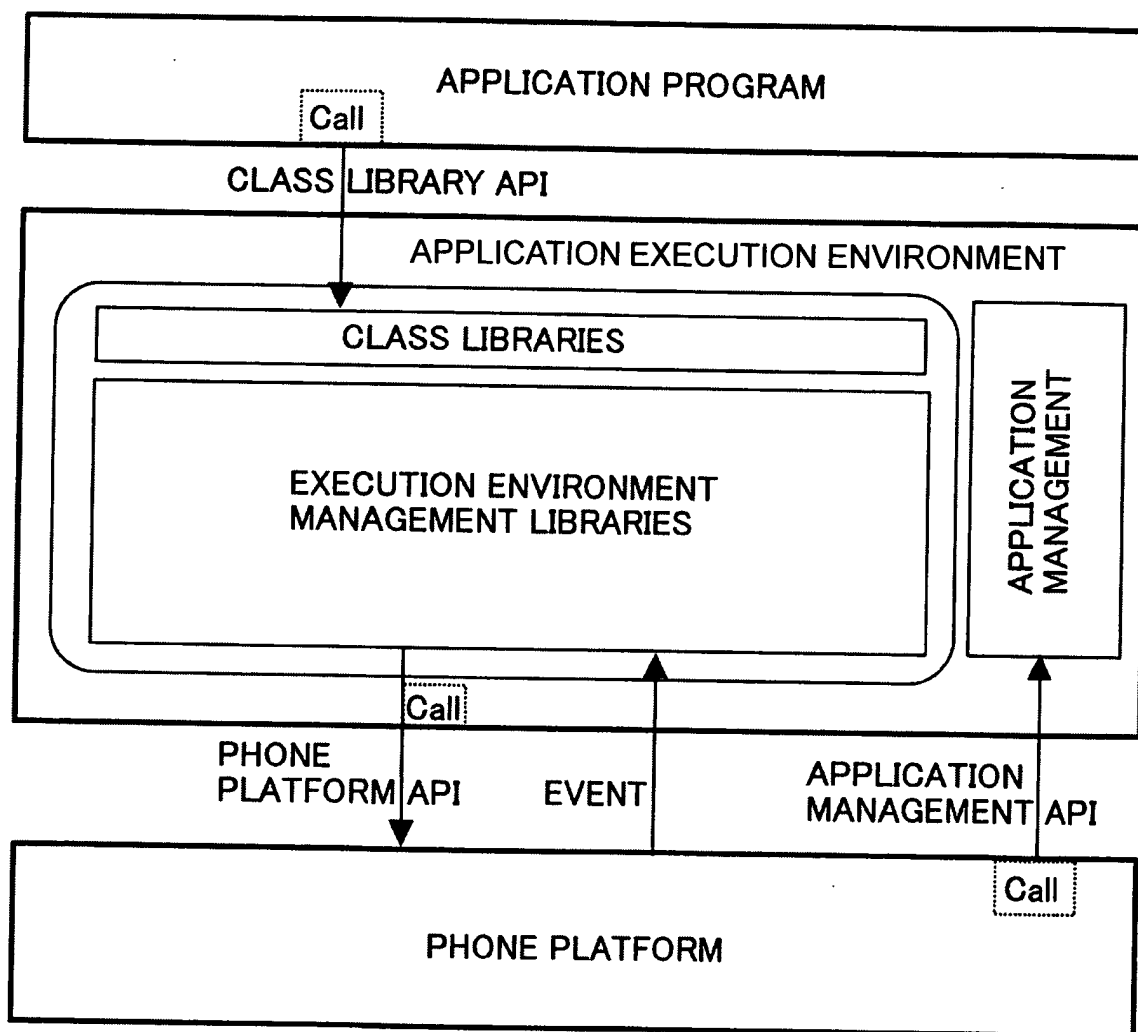 APPLICATION PROGRAM
Call
CLASS LIBRARY API
APPLICATION EXECUTION ENVIRONMENT
CLASS LIBRARIES
EXECUTION ENVIRONMENT
MANAGEMENT LIBRARIES
APPLICATION
MANAGEMENT
Call
PHONE
PLATFORM API
EVENT
APPLICATION
MANAGEMENT API
Call
PHONE PLATFORM